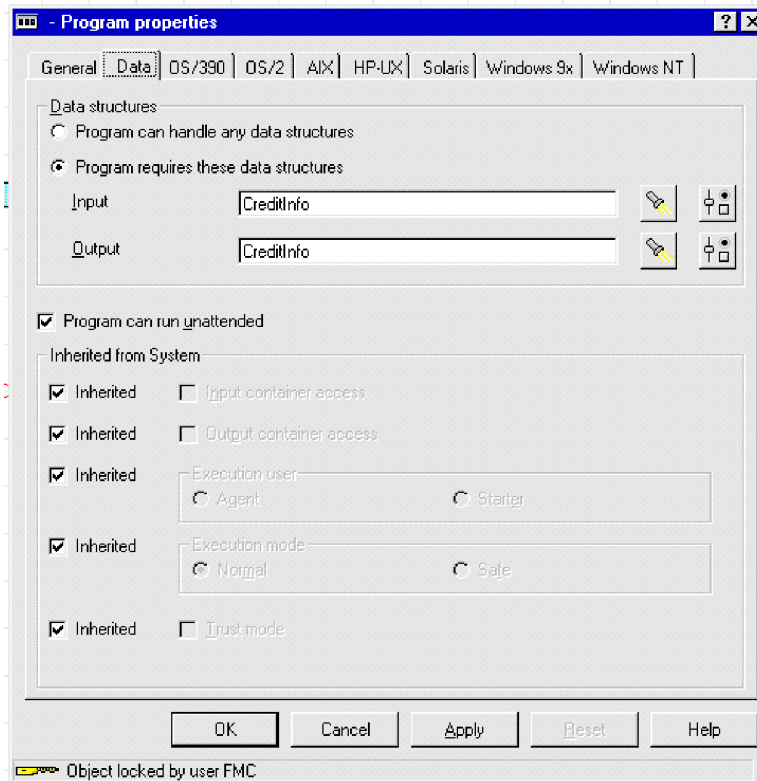 - Program properties
General Data OS/390 OS/2 AIX HP-UX Solaris Windows 9x Windows NT
Data structures
Program can handle any data structures
Program requires these data structures
Input CreditInfo
Output CreditInfo
Program can run unattended
Inherited from System
Inherited Input container access
Inherited Output container access
Inherited Execution user
Agent Starter
Inherited Execution mode
Normal Safe
Inherited Trust mode
OK Cancel Apply Reset Help
Object locked by user FMC